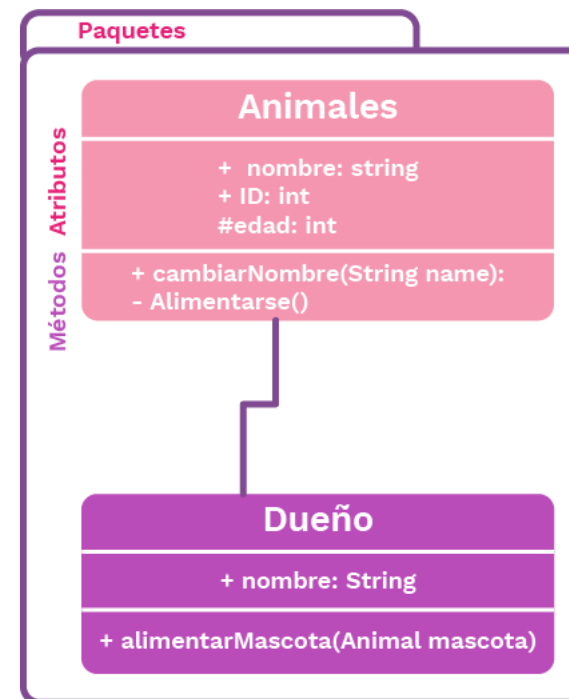 Paquetes
Animales
Atributos
+ nombre: string
+ ID: int
#edad: int
Métodos
+ cambiarNombre(String name):
- Alimentarse()
Dueño
+ nombre: String
+ alimentarMascota(Animal mascota)